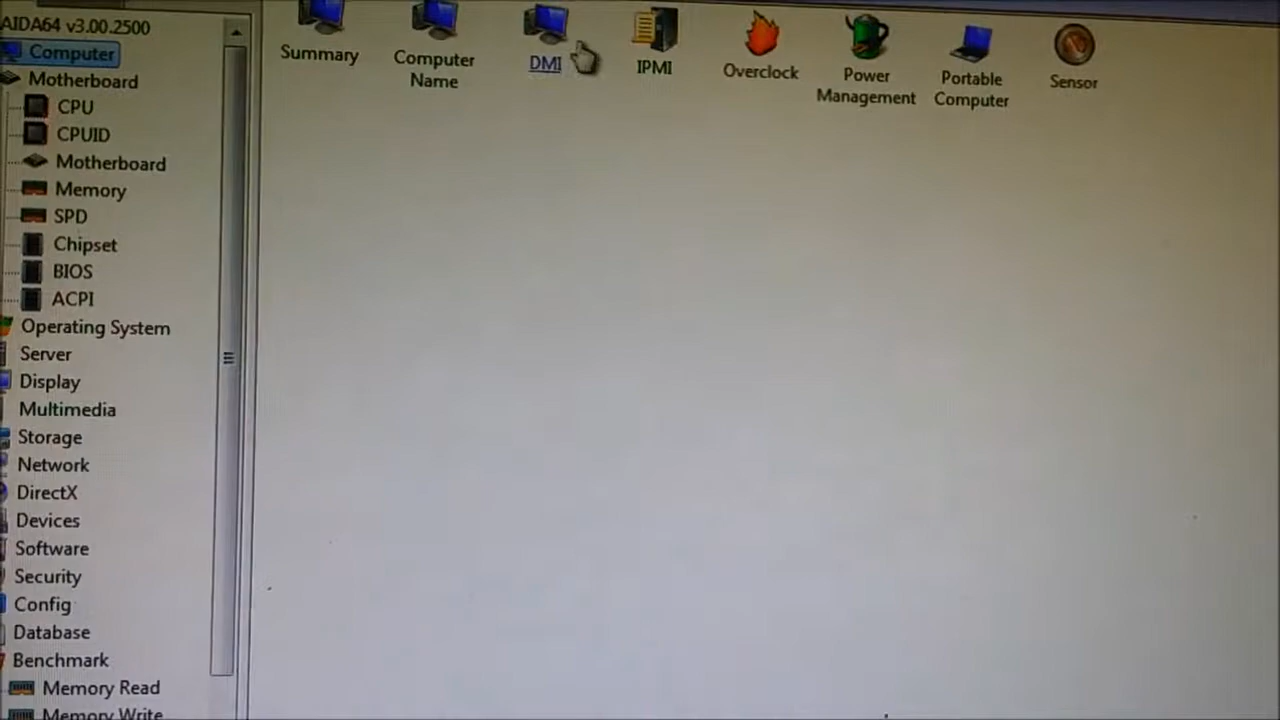 AIDA64 v3.00.2500
Computer
Motherboard
CPU
CPUID
Motherboard
Memory
SPD
Chipset
BIOS
ACPI
Operating System
Server
Display
Multimedia
Storage
Network
DirectX
Devices
Software
Security
Config
Database
Benchmark
Memory Read
Memory Write
Summary
Computer
Name
DMI
IPMI
Overclock
Power
Management
Portable
Computer
Sensor